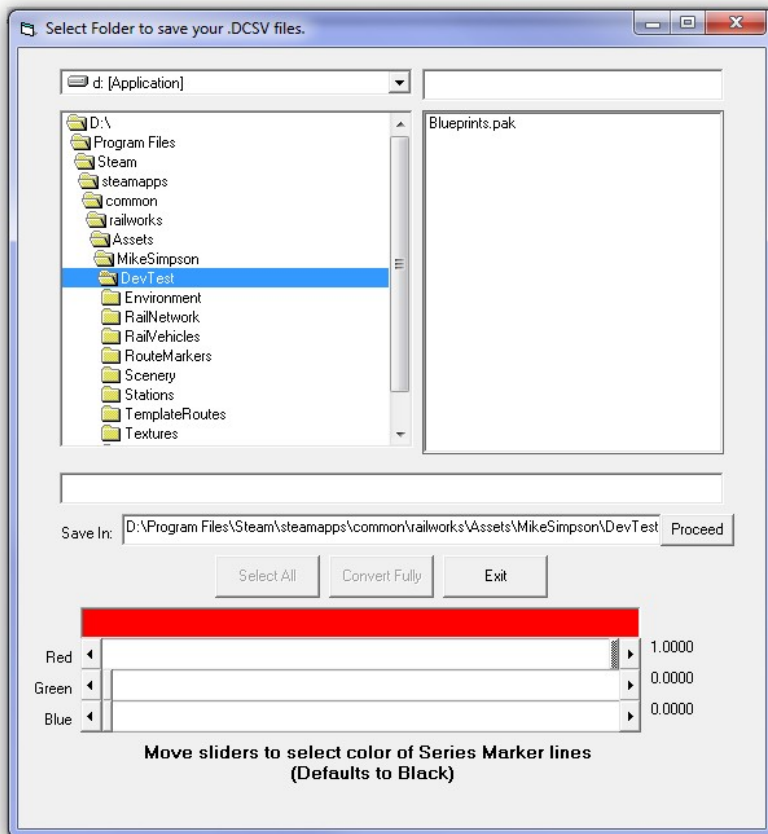 Select Folder to save your .DCSV files.
d: [Application]
D:\
Program Files
Steam
steamapps
common
railworks
Assets
MikeSimpson
DevTest
Environment
RailNetwork
RailVehicles
RouteMarkers
Scenery
Stations
TemplateRoutes
Textures
Blueprints.pak
Save In: D:\Program Files\Steam\steamapps\common\railworks\Assets\MikeSimpson\DevTest Proceed
Select All Convert Fully Exit
Red 1.0000
Green 0.0000
Blue 0.0000
Move sliders to select color of Series Marker lines
(Defaults to Black)